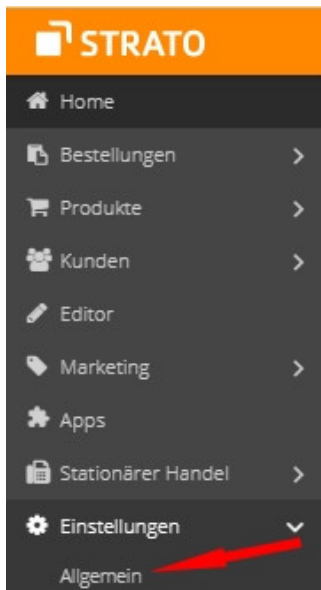 STRATO
Home
Bestellungen
Produkte
Kunden
Editor
Marketing
Apps
Stationärer Handel
Einstellungen
Allgemein